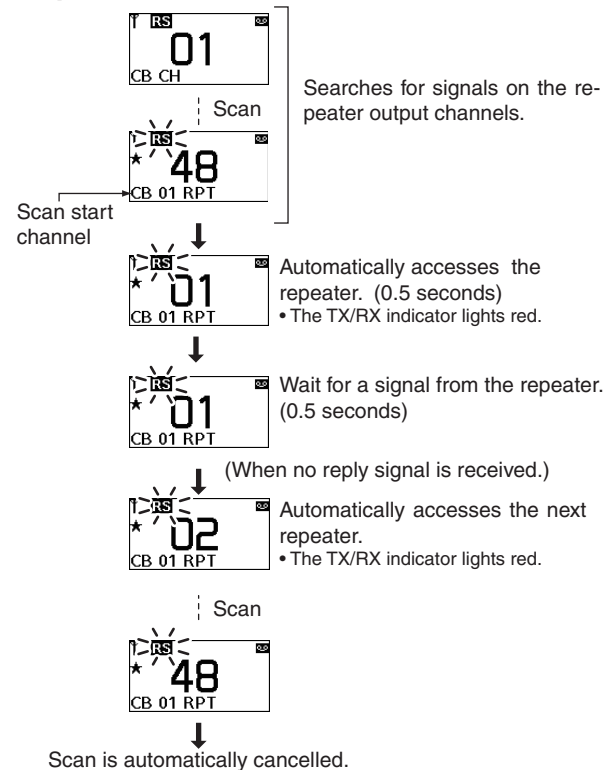 RS
01
CB CH
Searches for signals on the re-
peater output channels.
Scan
RS
48
CB 01 RPT
Scan start
channel
RS
01
CB 01 RPT
Automatically accesses the
repeater. (0.5 seconds)
• The TX/RX indicator lights red.
RS
01
CB 01 RPT
Wait for a signal from the repeater.
(0.5 seconds)
(When no reply signal is received.)
RS
02
CB 01 RPT
Automatically accesses the next
repeater.
• The TX/RX indicator lights red.
Scan
RS
48
CB 01 RPT
Scan is automatically cancelled.